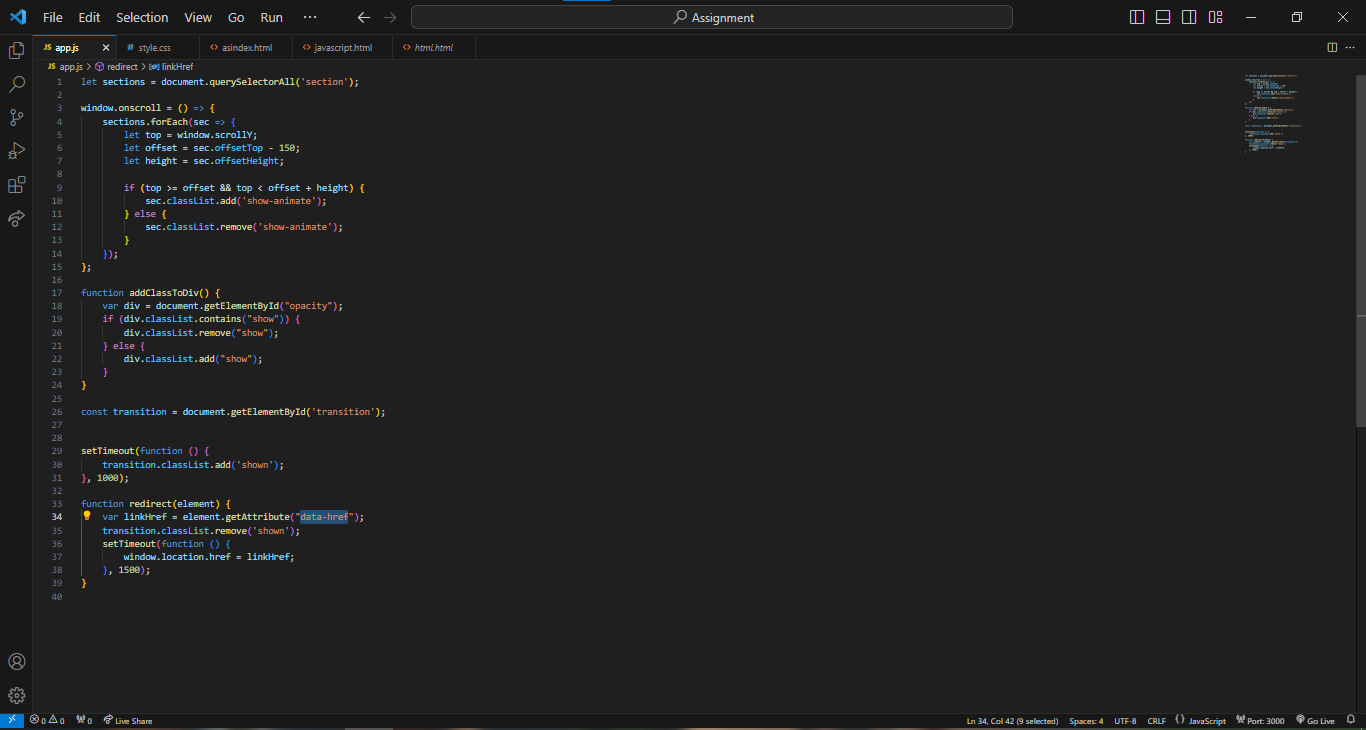 File Edit Selection View Go Run ··· Assignment
JS app.js # style.css <> asindex.html <> javascript.html <> html.html
JS app.js > redirect > linkHref
1 let sections = document.querySelectorAll('section');
2
3 window.onscroll = () => {
4 sections.forEach(sec => {
5 let top = window.scrollY;
6 let offset = sec.offsetTop - 150;
7 let height = sec.offsetHeight;
8
9 if (top >= offset && top < offset + height) {
10 sec.classList.add('show-animate');
11 } else {
12 sec.classList.remove('show-animate');
13 }
14 });
15 };
16
17 function addClassToDiv() {
18 var div = document.getElementById("opacity");
19 if (div.classList.contains("show")) {
20 div.classList.remove("show");
21 } else {
22 div.classList.add("show");
23 }
24 }
25
26 const transition = document.getElementById('transition');
27
28
29 setTimeout(function () {
30 transition.classList.add('shown');
31 }, 1000);
32
33 function redirect(element) {
34 var linkHref = element.getAttribute("data-href");
35 transition.classList.remove('shown');
36 setTimeout(function () {
37 window.location.href = linkHref;
38 }, 1500);
39 }
40
0 0 0 Live Share Ln 34, Col 42 (9 selected) Spaces: 4 UTF-8 CRLF {} JavaScript Port: 3000 Go Live